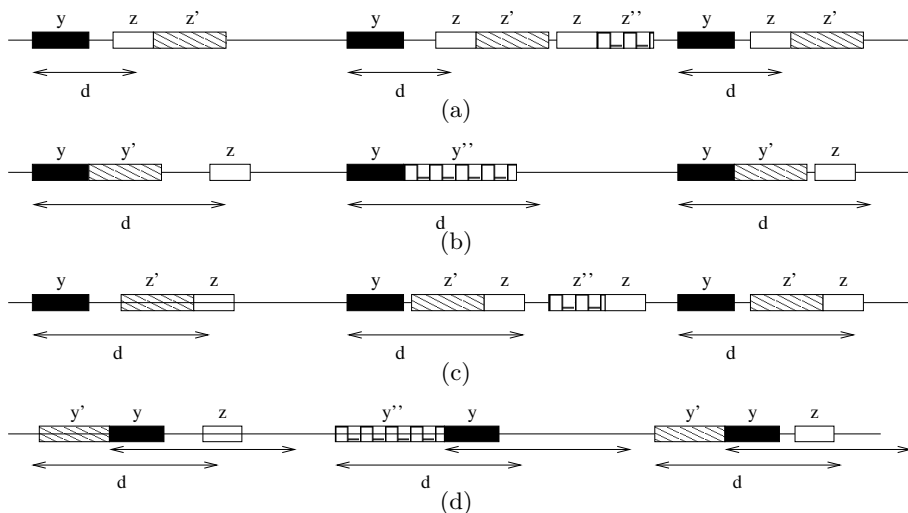 y z z' y z z' z z'' y z z'
d d d
(a)
y y' z y y'' y y' z
d d d
(b)
y z' z y z' z z'' z y z' z
d d d
(c)
y' y z y'' y y' y z
d d d
(d)